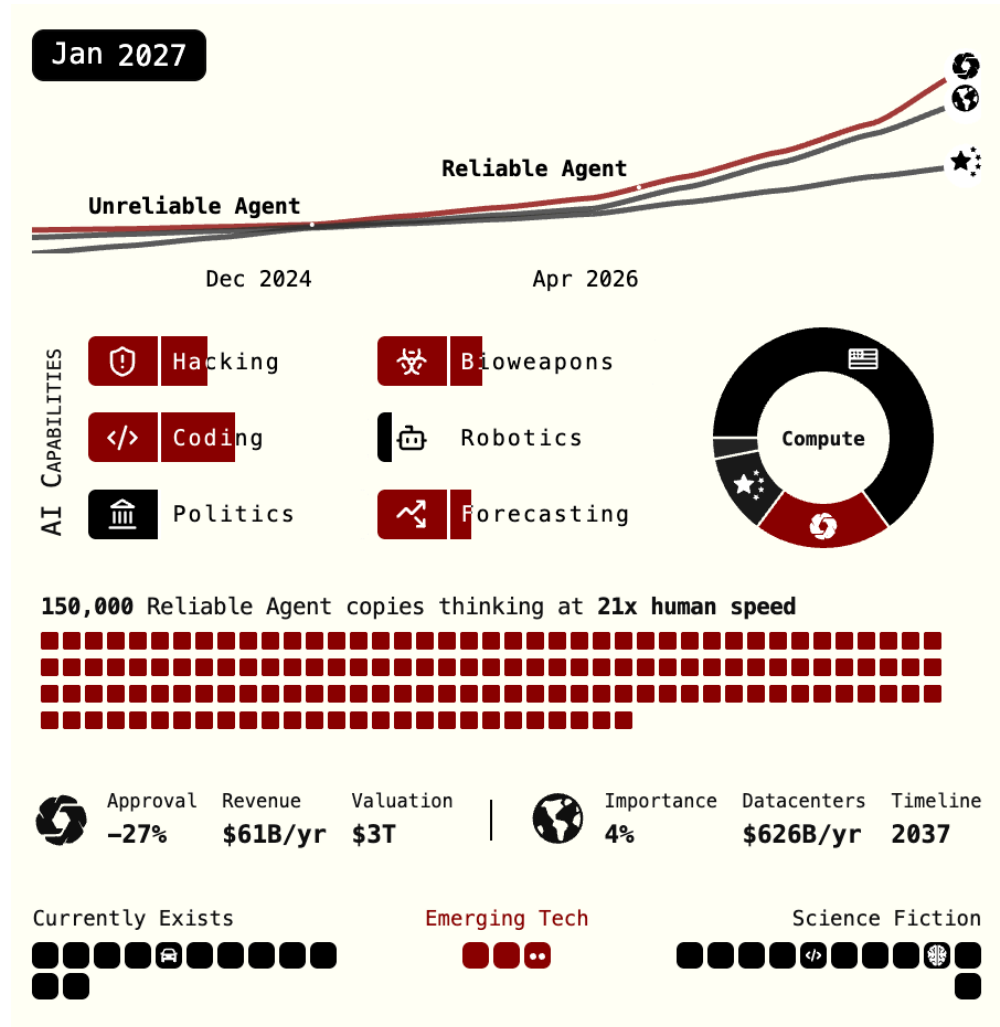 Jan 2027
Reliable Agent
Unreliable Agent
Dec 2024
Apr 2026
AI CAPABILITIES
Hacking
Bioweapons
Coding
Robotics
Politics
Forecasting
Compute
150,000 Reliable Agent copies thinking at 21x human speed
Approval Revenue Valuation
−27% $61B/yr $3T
Importance Datacenters Timeline
4% $626B/yr 2037
Currently Exists
Emerging Tech
Science Fiction